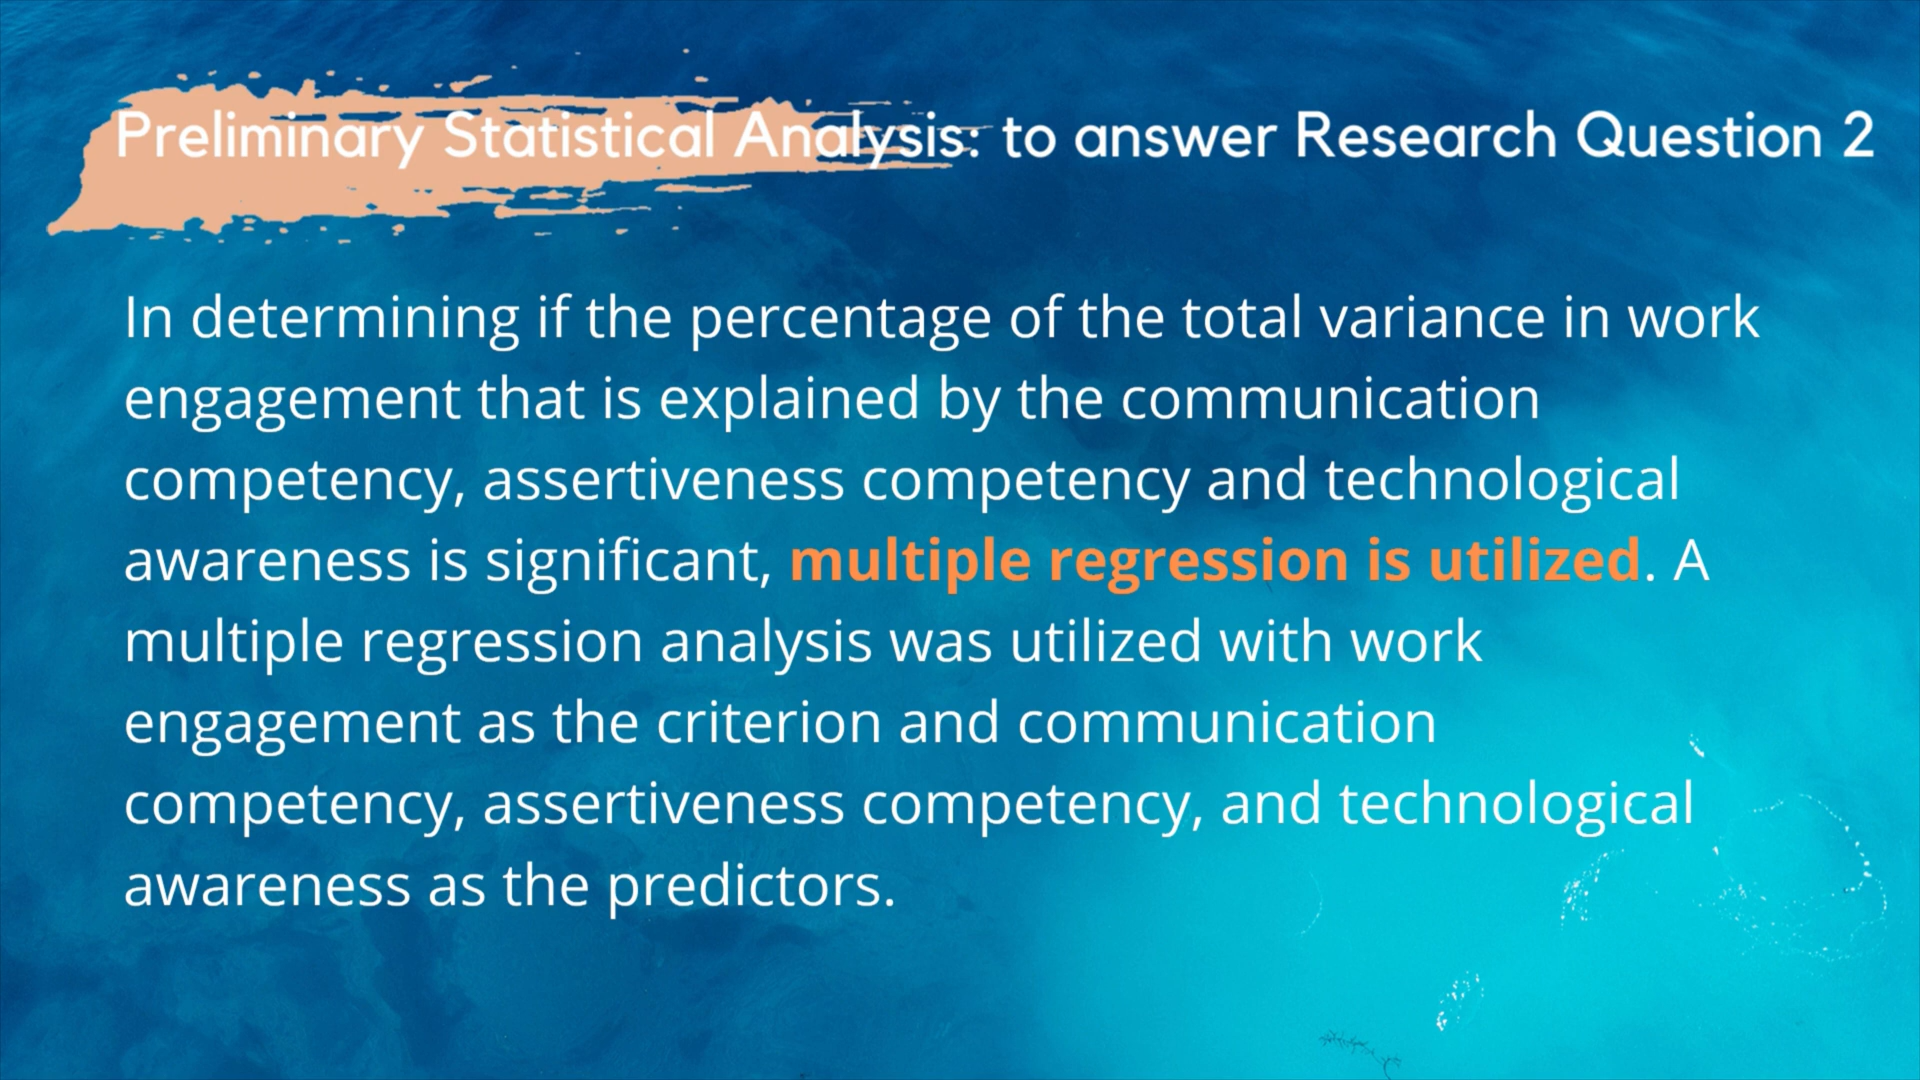 Preliminary Statistical Analysis: to answer Research Question 2
In determining if the percentage of the total variance in work
engagement that is explained by the communication
competency, assertiveness competency and technological
awareness is significant, multiple regression is utilized. A
multiple regression analysis was utilized with work
engagement as the criterion and communication
competency, assertiveness competency, and technological
awareness as the predictors.